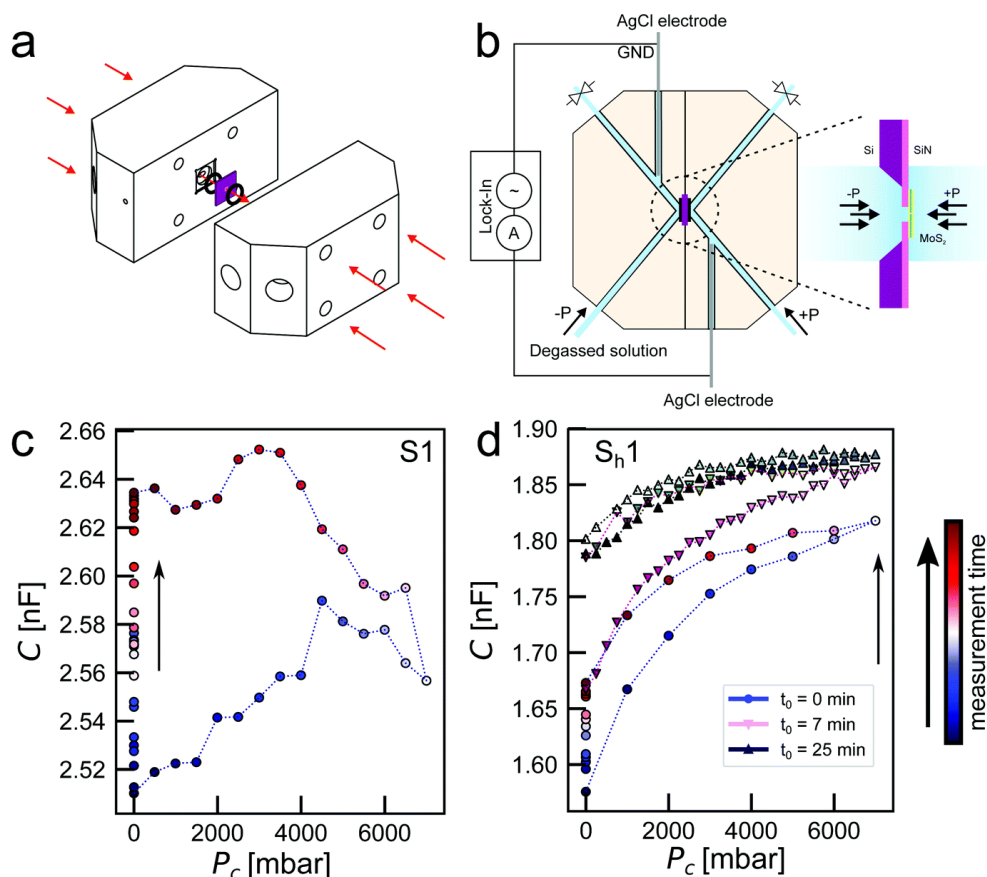 a
b
AgCl electrode
GND
Lock-In
~
A
Si
SiN
-P
+P
MoS₂
-P
+P
Degassed solution
AgCl electrode
c
S1
2.66
2.64
2.62
2.60
2.58
2.56
2.54
2.52
C [nF]
0 2000 4000 6000
P_c [mbar]
d
S_h1
1.90
1.85
1.80
1.75
1.70
1.65
1.60
C [nF]
t₀ = 0 min
t₀ = 7 min
t₀ = 25 min
0 2000 4000 6000
P_c [mbar]
measurement time